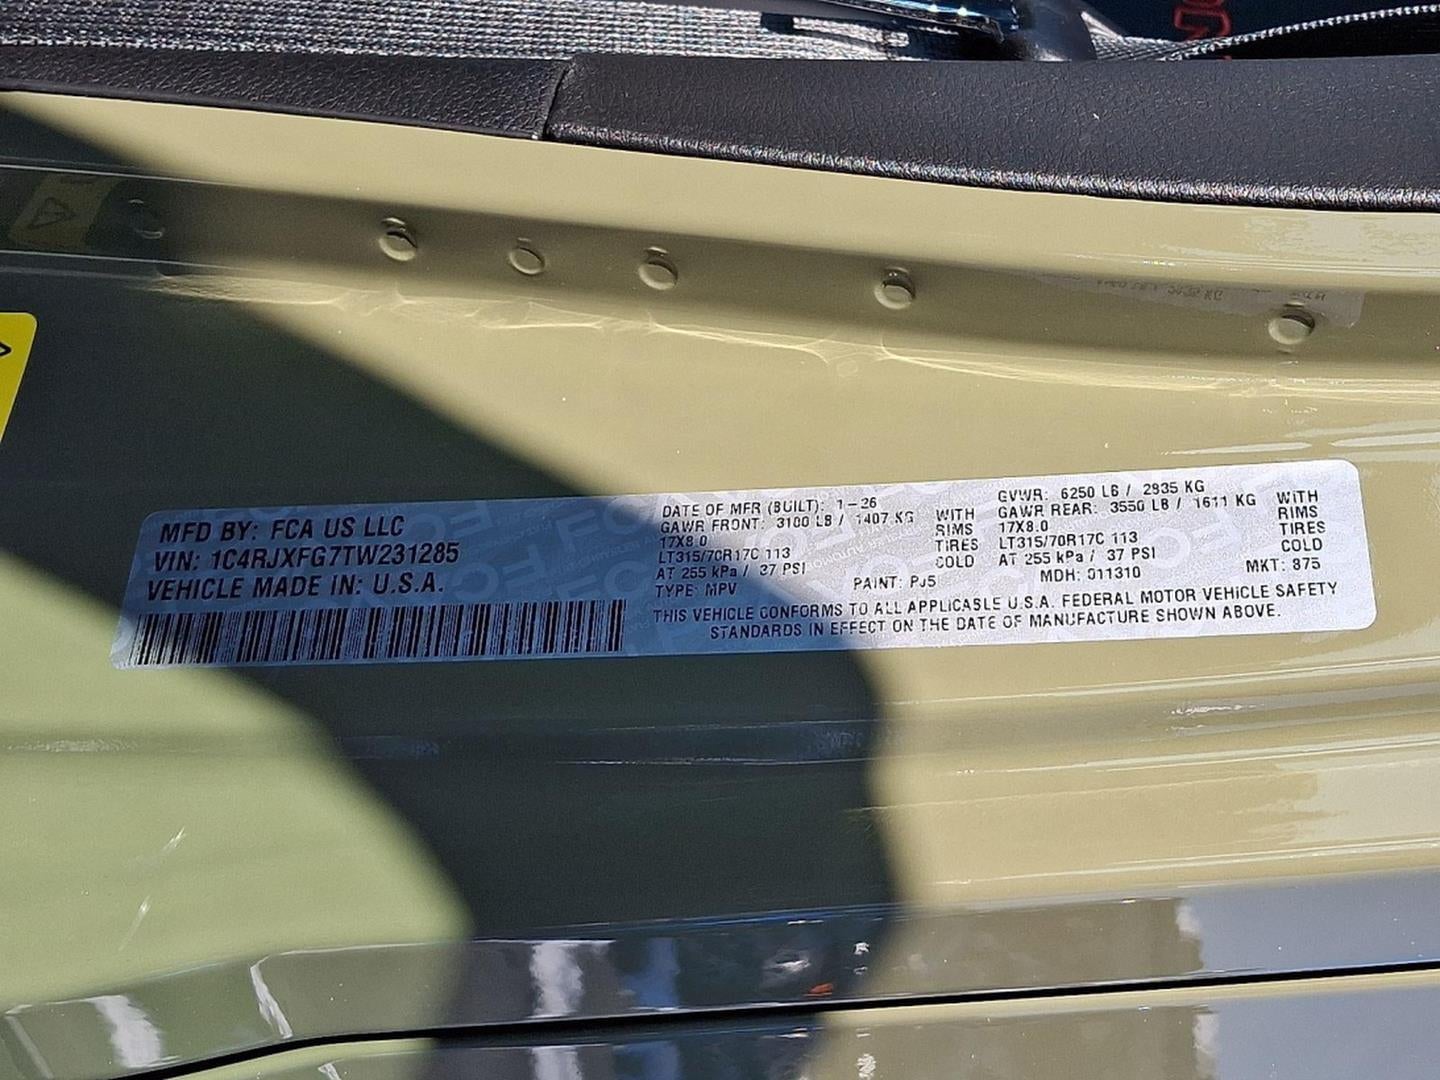 MFD BY: FCA US LLC
VIN: 1C4RJXFG7TW231285
VEHICLE MADE IN: U.S.A.
DATE OF MFR (BUILT): 1-26
GAWR FRONT: 3100 LB / 1407 KG WITH
17X8.0 RIMS
LT315/70R17C 113 TIRES
AT 255 kPa / 37 PSI COLD
TYPE: MPV PAINT: PJ5
GVWR: 6250 LB / 2835 KG
GAWR REAR: 3550 LB / 1611 KG WITH
17X8.0 RIMS
LT315/70R17C 113 TIRES
AT 255 kPa / 37 PSI COLD
MDH: 011310 MKT: 875
THIS VEHICLE CONFORMS TO ALL APPLICABLE U.S.A. FEDERAL MOTOR VEHICLE SAFETY
STANDARDS IN EFFECT ON THE DATE OF MANUFACTURE SHOWN ABOVE.